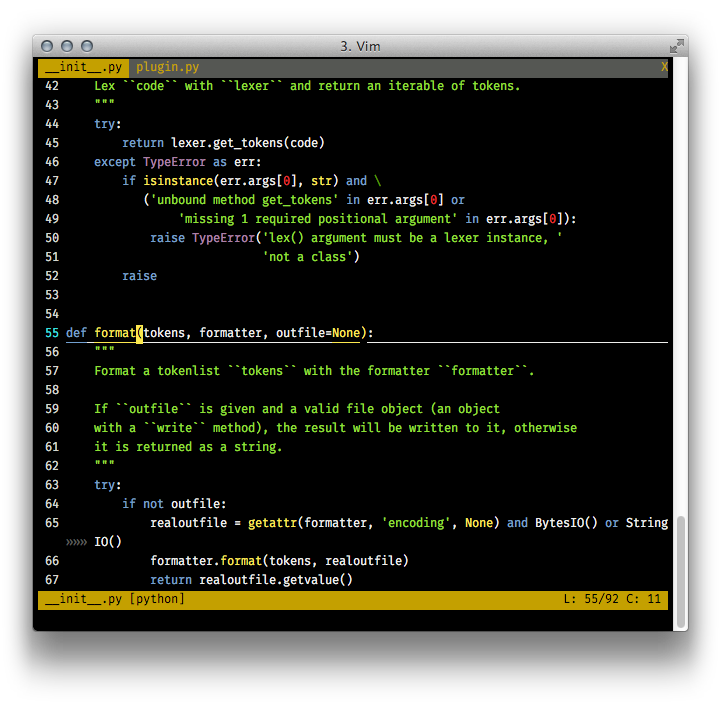 3. Vim
__init__.py plugin.py X
42 Lex ``code`` with ``lexer`` and return an iterable of tokens.
43 """
44 try:
45 return lexer.get_tokens(code)
46 except TypeError as err:
47 if isinstance(err.args[0], str) and \
48 ('unbound method get_tokens' in err.args[0] or
49 'missing 1 required positional argument' in err.args[0]):
50 raise TypeError('lex() argument must be a lexer instance, '
51 'not a class')
52 raise
53
54
55 def format(tokens, formatter, outfile=None):
56 """
57 Format a tokenlist ``tokens`` with the formatter ``formatter``.
58
59 If ``outfile`` is given and a valid file object (an object
60 with a ``write`` method), the result will be written to it, otherwise
61 it is returned as a string.
62 """
63 try:
64 if not outfile:
65 realoutfile = getattr(formatter, 'encoding', None) and BytesIO() or String
»»» IO()
66 formatter.format(tokens, realoutfile)
67 return realoutfile.getvalue()
__init__.py [python] L: 55/92 C: 11